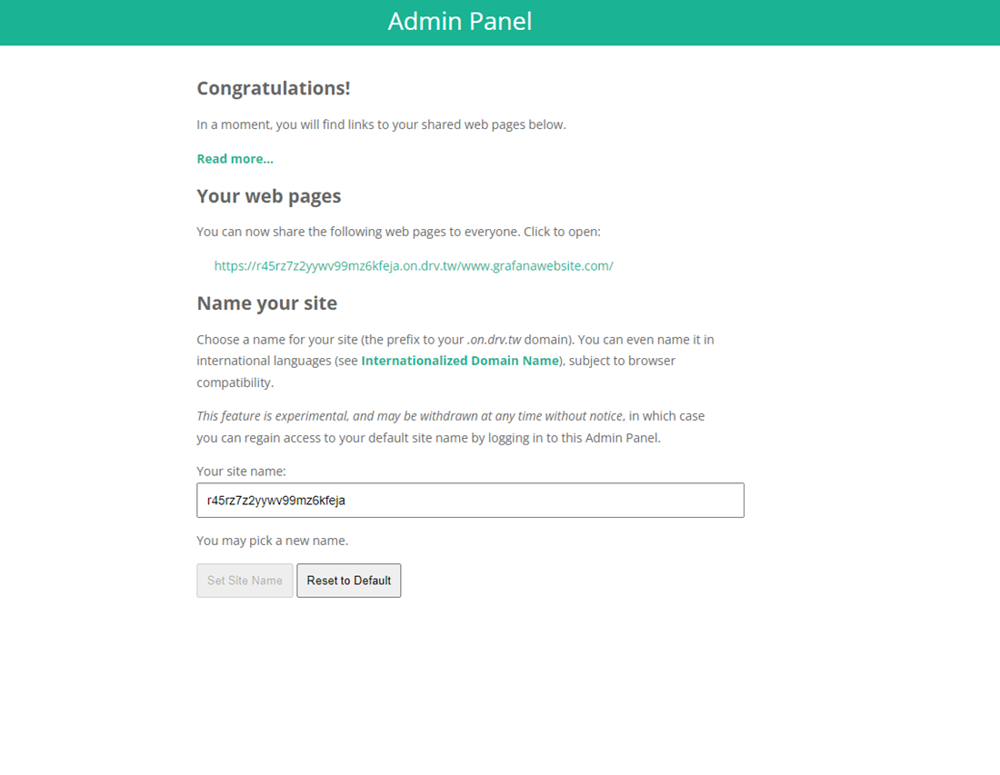 Admin Panel
Congratulations!
In a moment, you will find links to your shared web pages below.
Read more...
Your web pages
You can now share the following web pages to everyone. Click to open:
https://r45rz7z2yywv99mz6kfeja.on.drv.tw/www.grafanawebsite.com/
Name your site
Choose a name for your site (the prefix to your .on.drv.tw domain). You can even name it in
international languages (see Internationalized Domain Name), subject to browser
compatibility.
This feature is experimental, and may be withdrawn at any time without notice, in which case
you can regain access to your default site name by logging in to this Admin Panel.
Your site name:
r45rz7z2yywv99mz6kfeja
You may pick a new name.
Set Site Name Reset to Default